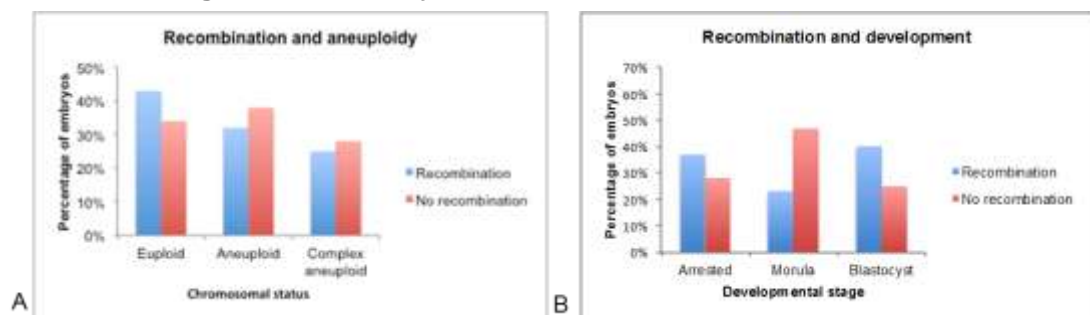 Recombination and aneuploidy
50%
40%
30%
20%
10%
0%
Percentage of embryos
Euploid
Aneuploid
Complex
aneuploid
Chromosomal status
Recombination
No recombination
A
Recombination and development
70%
60%
50%
40%
30%
20%
10%
0%
Percentage of embryos
Arrested
Morula
Blastocyst
Developmental stage
Recombination
No recombination
B